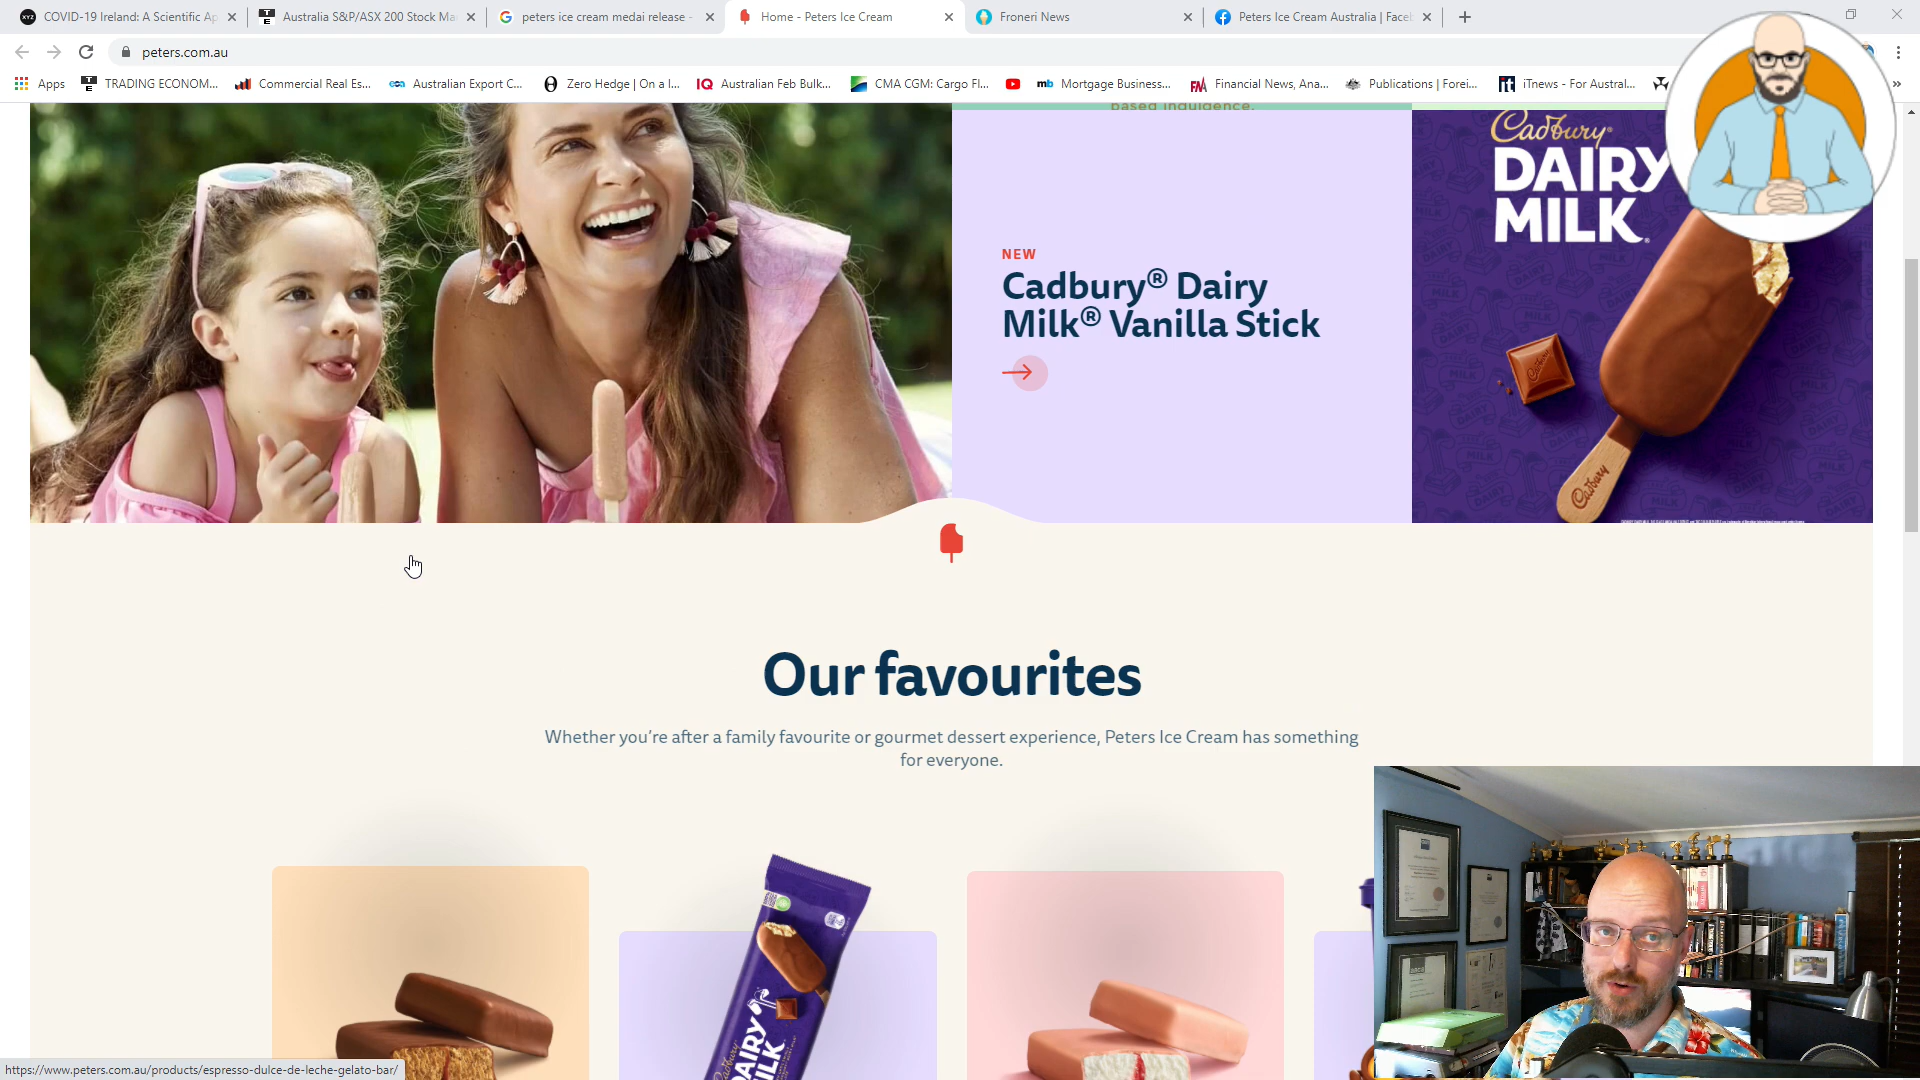 COVID-19 Ireland: A Scientific Ap
Australia S&P/ASX 200 Stock Ma
peters ice cream medai release -
Home - Peters Ice Cream
Froneri News
Peters Ice Cream Australia | Facel
peters.com.au
Apps
TRADING ECONOM...
Commercial Real Es...
Australian Export C...
Zero Hedge | On a l...
Australian Feb Bulk...
CMA CGM: Cargo Fl...
Mortgage Business...
Financial News, Ana...
Publications | Forei...
iTnews - For Austral...
based indulgence.
Cadbury
DAIRY
MILK
NEW
Cadbury® Dairy
Milk® Vanilla Stick
Cadbury
Our favourites
Whether you're after a family favourite or gourmet dessert experience, Peters Ice Cream has something
for everyone.
Cadbury
DAIRY
MILK
https://www.peters.com.au/products/espresso-dulce-de-leche-gelato-bar/